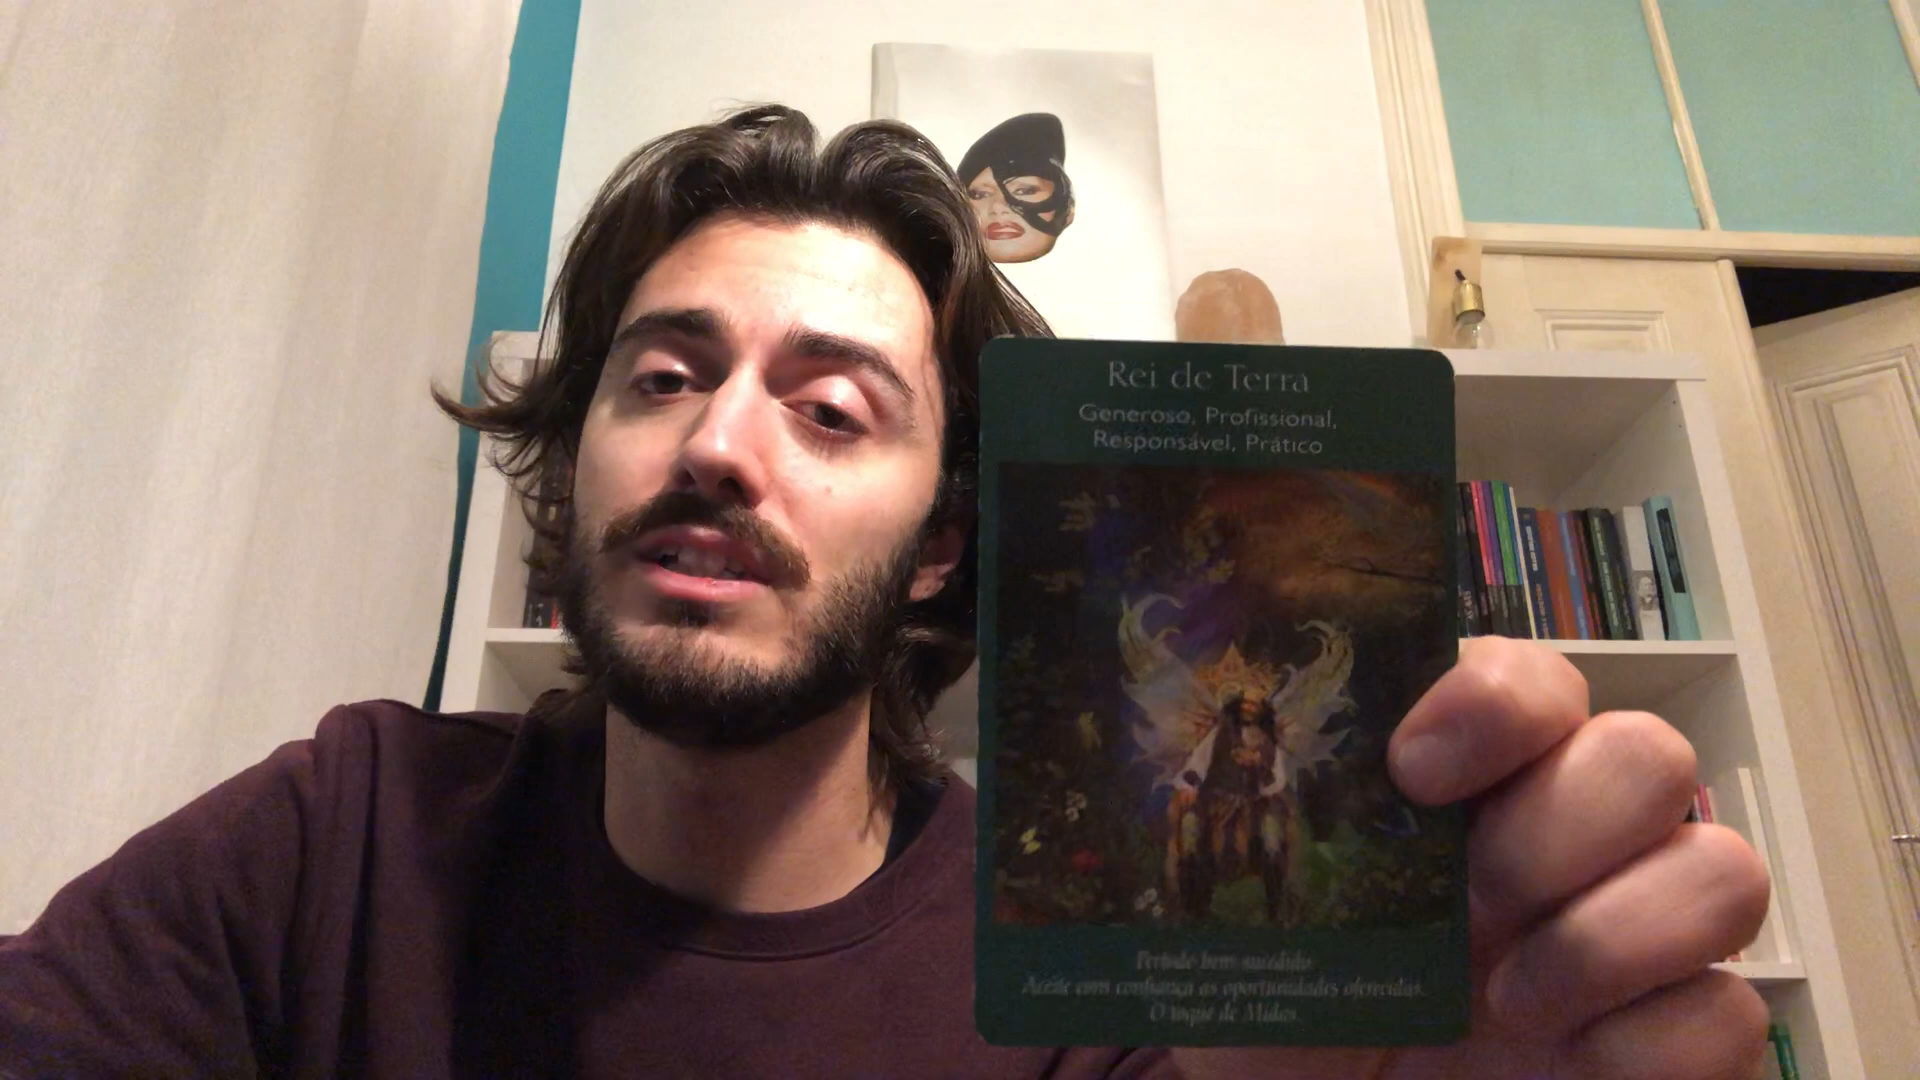 Rei de Terra
Generoso, Profissional,
Responsável, Prático
Período bem sucedido.
Aceite com confiança as oportunidades oferecidas.
O toque de Midas.